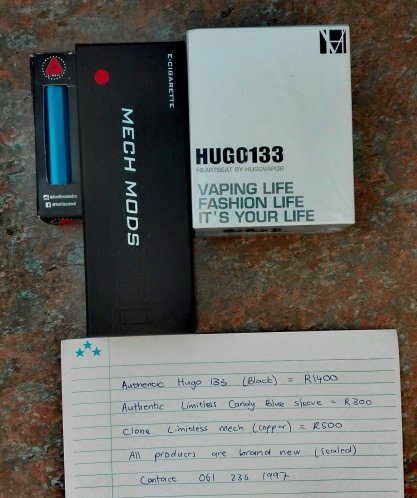 E-CIGARETTE
MECH MODS
HUGO133
HEARTBEAT BY HUGOVAPOR
VAPING LIFE
FASHION LIFE
IT'S YOUR LIFE
Authentic Hugo 133 (Black) = R1400
Authentic Limitless Candy Blue sleeve = R300
Clone Limitless mech (copper) = R500
All products are brand new (sealed)
Contact 061 234 1997